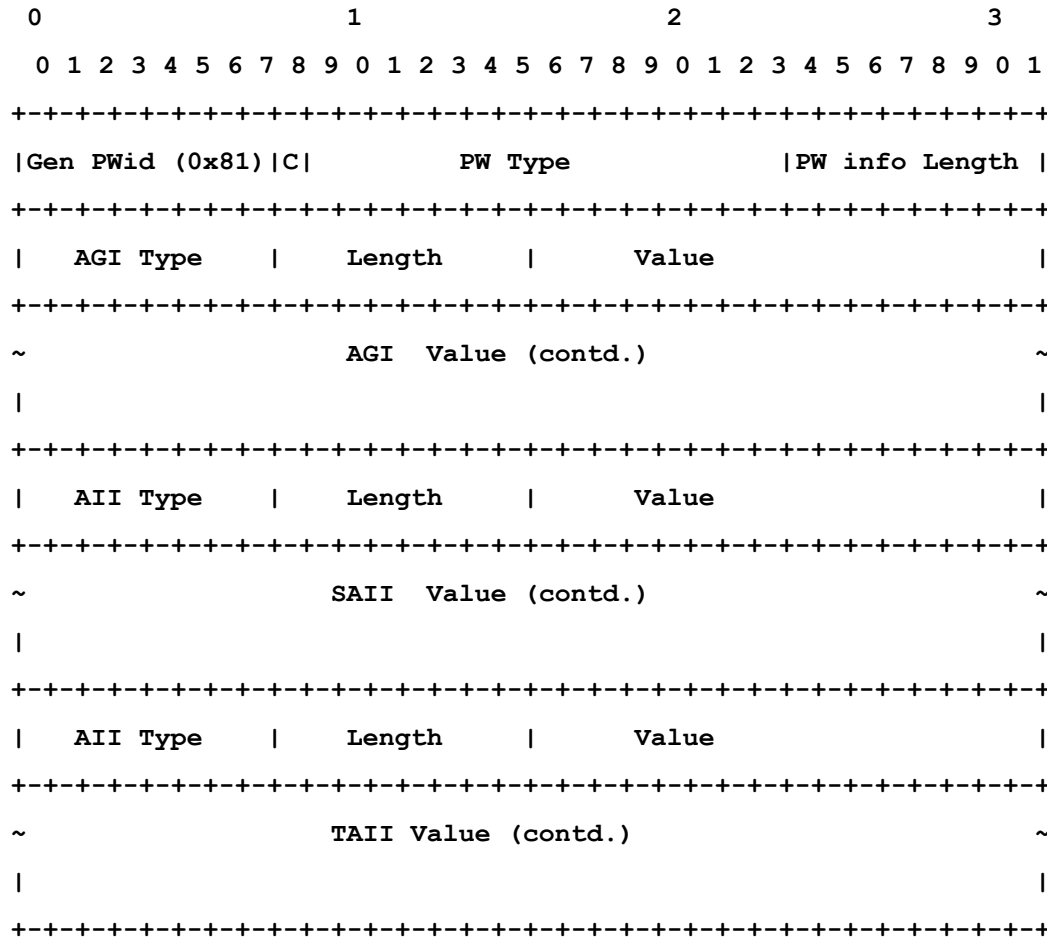 0                   1                   2                   3
 0 1 2 3 4 5 6 7 8 9 0 1 2 3 4 5 6 7 8 9 0 1 2 3 4 5 6 7 8 9 0 1
+-+-+-+-+-+-+-+-+-+-+-+-+-+-+-+-+-+-+-+-+-+-+-+-+-+-+-+-+-+-+-+-+
|Gen PWid (0x81)|C|         PW Type             |PW info Length |
+-+-+-+-+-+-+-+-+-+-+-+-+-+-+-+-+-+-+-+-+-+-+-+-+-+-+-+-+-+-+-+-+
|   AGI Type    |    Length     |      Value                    |
+-+-+-+-+-+-+-+-+-+-+-+-+-+-+-+-+-+-+-+-+-+-+-+-+-+-+-+-+-+-+-+-+
~                    AGI  Value (contd.)                        ~
|                                                               |
+-+-+-+-+-+-+-+-+-+-+-+-+-+-+-+-+-+-+-+-+-+-+-+-+-+-+-+-+-+-+-+-+
|   AII Type    |    Length     |      Value                    |
+-+-+-+-+-+-+-+-+-+-+-+-+-+-+-+-+-+-+-+-+-+-+-+-+-+-+-+-+-+-+-+-+
~                   SAII  Value (contd.)                        ~
|                                                               |
+-+-+-+-+-+-+-+-+-+-+-+-+-+-+-+-+-+-+-+-+-+-+-+-+-+-+-+-+-+-+-+-+
|   AII Type    |    Length     |      Value                    |
+-+-+-+-+-+-+-+-+-+-+-+-+-+-+-+-+-+-+-+-+-+-+-+-+-+-+-+-+-+-+-+-+
~                   TAII Value (contd.)                         ~
|                                                               |
+-+-+-+-+-+-+-+-+-+-+-+-+-+-+-+-+-+-+-+-+-+-+-+-+-+-+-+-+-+-+-+-+